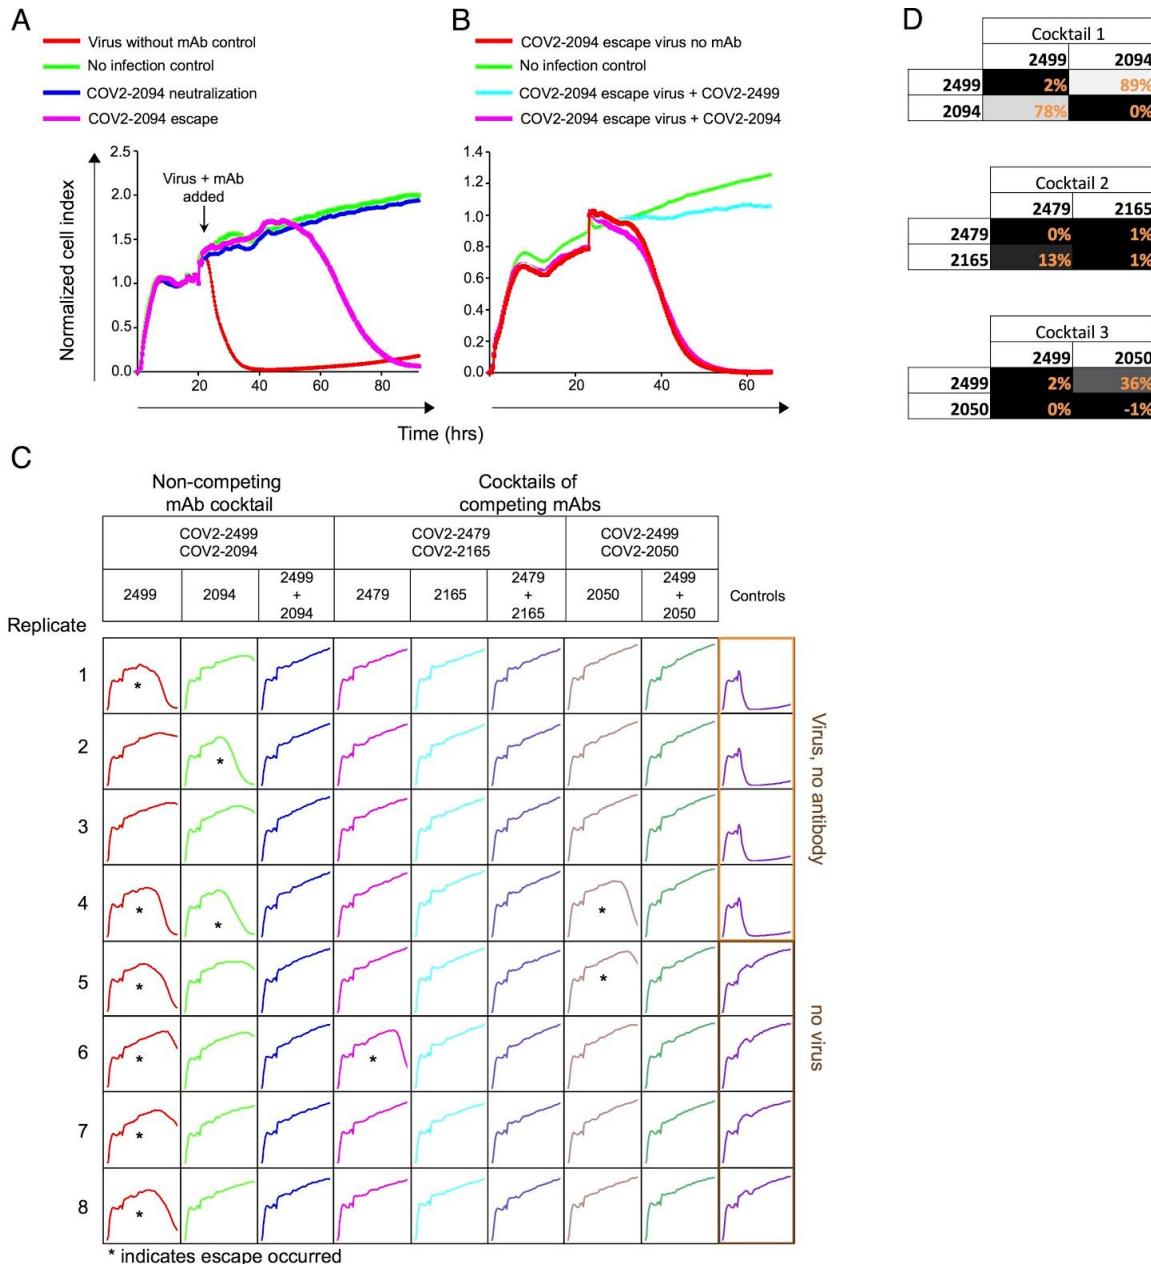 A
Virus without mAb control
No infection control
COV2-2094 neutralization
COV2-2094 escape
Normalized cell index
2.5
2.0
1.5
1.0
0.5
0.0
Virus + mAb
added
20
40
60
80
B
COV2-2094 escape virus no mAb
No infection control
COV2-2094 escape virus + COV2-2499
COV2-2094 escape virus + COV2-2094
1.4
1.2
1.0
0.8
0.6
0.4
0.2
0.0
20
40
60
Time (hrs)
D
Cocktail 1
2499 2094
2499 2% 89%
2094 78% 0%
Cocktail 2
2479 2165
2479 0% 1%
2165 13% 1%
Cocktail 3
2499 2050
2499 2% 36%
2050 0% -1%
C
Non-competing
mAb cocktail
Cocktails of
competing mAbs
COV2-2499
COV2-2094
COV2-2479
COV2-2165
COV2-2499
COV2-2050
2499
2094
2499
+
2094
2479
2165
2479
+
2165
2050
2499
+
2050
Controls
Replicate
1
*
2
*
3
4
*
*
*
5
*
*
6
*
*
7
*
8
*
Virus, no antibody
no virus
* indicates escape occurred